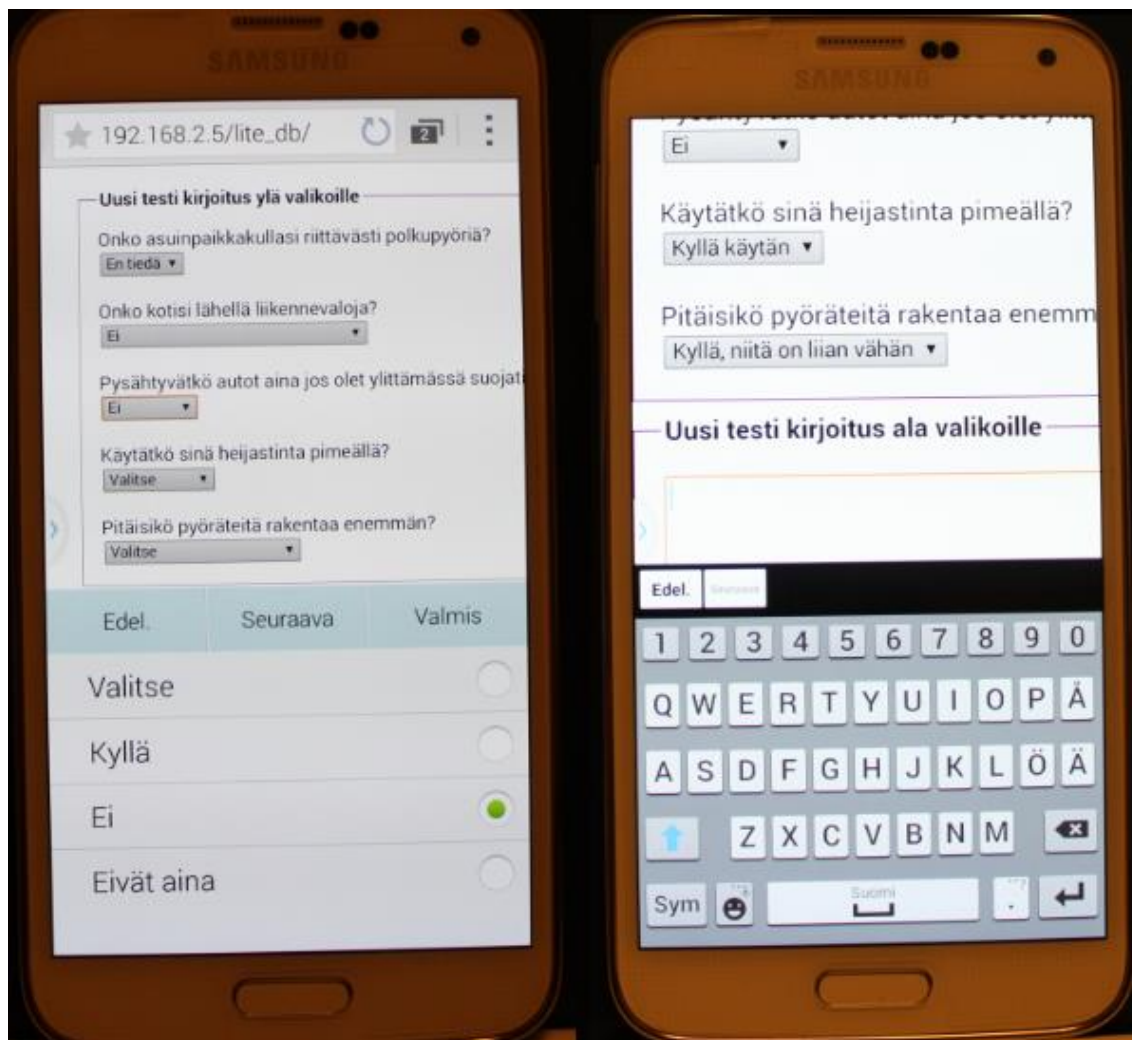 SAMSUNG
192.168.2.5/lite_db/
2
Uusi testi kirjoitus ylä valikoille
Onko asuinpaikkakullasi riittävästi polkupyöriä?
En tiedä
Onko kotisi lähellä liikennevaloja?
Ei
Pysähtyvätkö autot aina jos olet ylittämässä suojat
Ei
Käytätkö sinä heijastinta pimeällä?
Valitse
Pitäisikö pyöräteitä rakentaa enemmän?
Valitse
Edel. Seuraava Valmis
Valitse
Kyllä
Ei
Eivät aina
SAMSUNG
Ei
Käytätkö sinä heijastinta pimeällä?
Kyllä käytän
Pitäisikö pyöräteitä rakentaa enemm
Kyllä, niitä on liian vähän
Uusi testi kirjoitus ala valikoille
Edel. Seuraava
1 2 3 4 5 6 7 8 9 0
Q W E R T Y U I O P Å
A S D F G H J K L Ö Ä
Z X C V B N M
Sym Suomi .